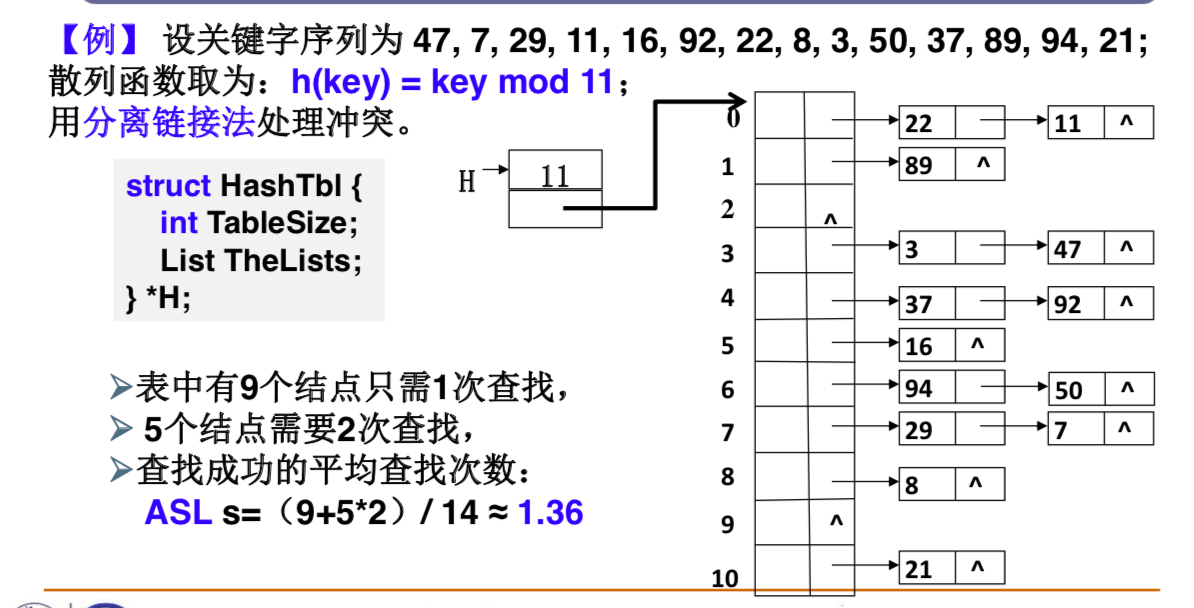 【例】 设关键字序列为 47, 7, 29, 11, 16, 92, 22, 8, 3, 50, 37, 89, 94, 21;
散列函数取为：h(key) = key mod 11；
用分离链接法处理冲突。
struct HashTbl {
int TableSize;
List TheLists;
} *H;
H 11
0 22 11 ^
1 89 ^
2 ^
3 3 47 ^
4 37 92 ^
5 16 ^
6 94 50 ^
7 29 7 ^
8 8 ^
9 ^
10 21 ^
➢表中有9个结点只需1次查找，
➢ 5个结点需要2次查找，
➢查找成功的平均查找次数：
ASL s=（9+5*2）/ 14 ≈ 1.36